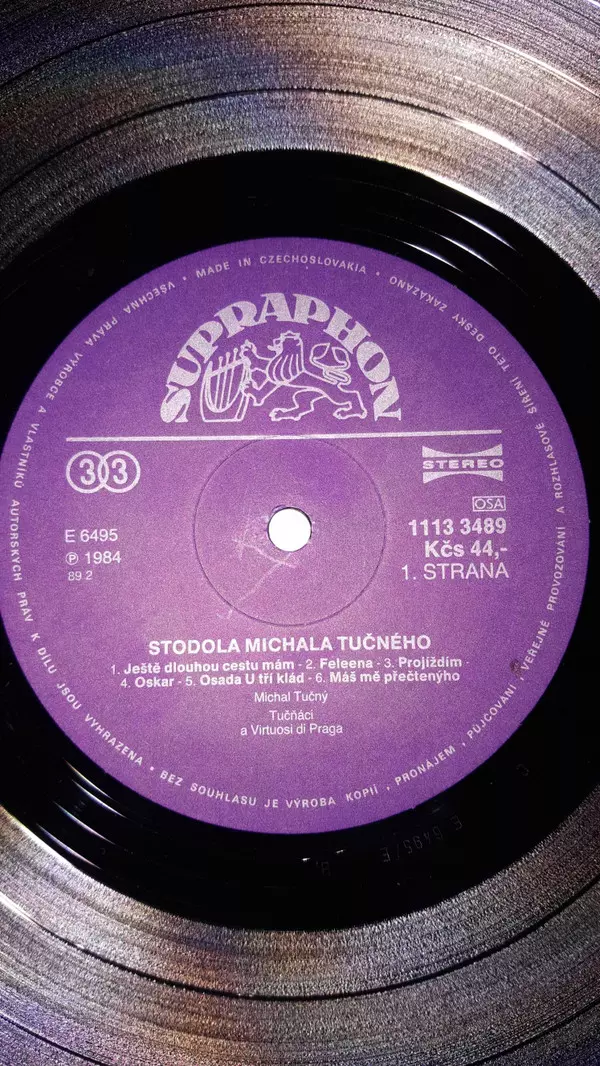 • MADE IN CZECHOSLOVAKIA •
VŠECHNA PRÁVA VÝROBCE A VLASTNÍKŮ AUTORSKÝCH PRÁV K DÍLU JSOU VYHRAZENA • BEZ SOUHLASU JE VÝROBA KOPIÍ, PRONÁJEM, PŮJČOVÁNÍ, VEŘEJNÉ PROVOZOVÁNÍ A ROZHLASOVÉ ŠÍŘENÍ TÉTO DESKY ZAKÁZÁNO
SUPRAPHON
33
STEREO
OSA
E 6495
1113 3489
℗ 1984
Kčs 44,-
89 2
1. STRANA
STODOLA MICHALA TUČNÉHO
1. Ještě dlouhou cestu mám - 2. Feleena - 3. Projíždím -
4. Oskar - 5. Osada U tří klád - 6. Máš mě přečtenýho
Michal Tučný
Tučňáci
a Virtuosi di Praga
E 6495/E